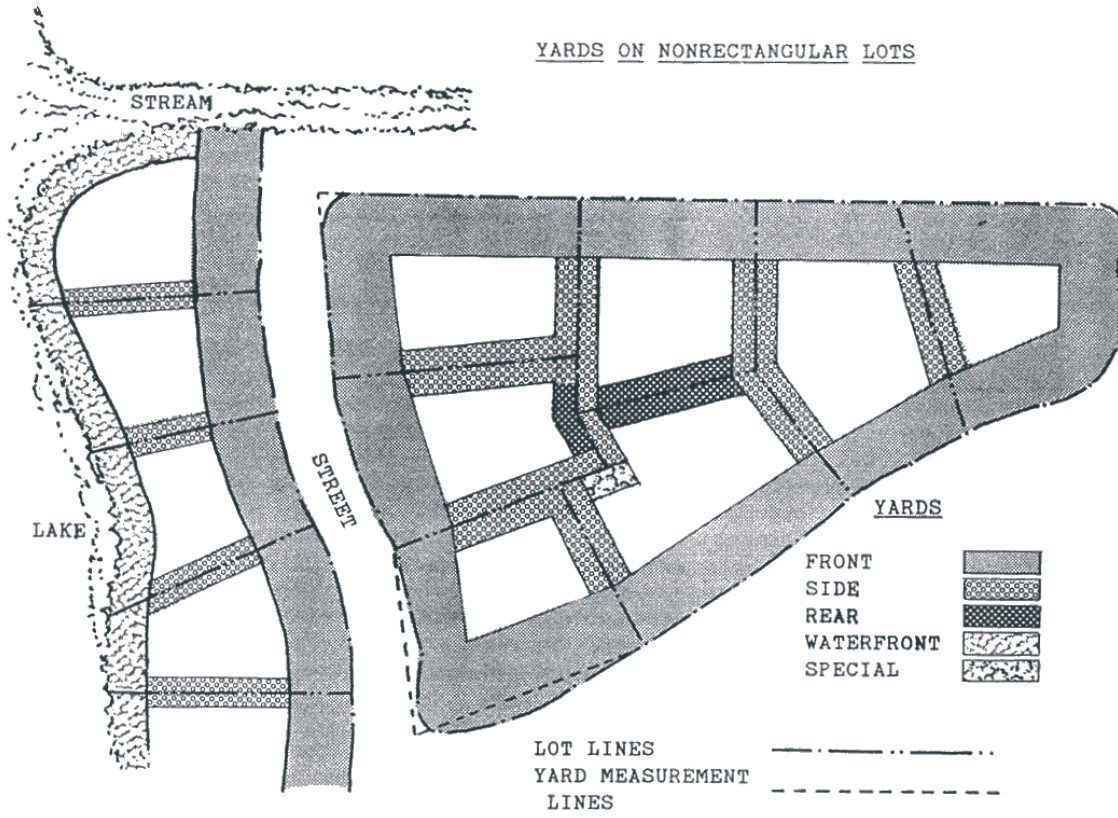 YARDS ON NONRECTANGULAR LOTS
STREAM
STREET
LAKE
YARDS
FRONT
SIDE
REAR
WATERFRONT
SPECIAL
LOT LINES
YARD MEASUREMENT
LINES